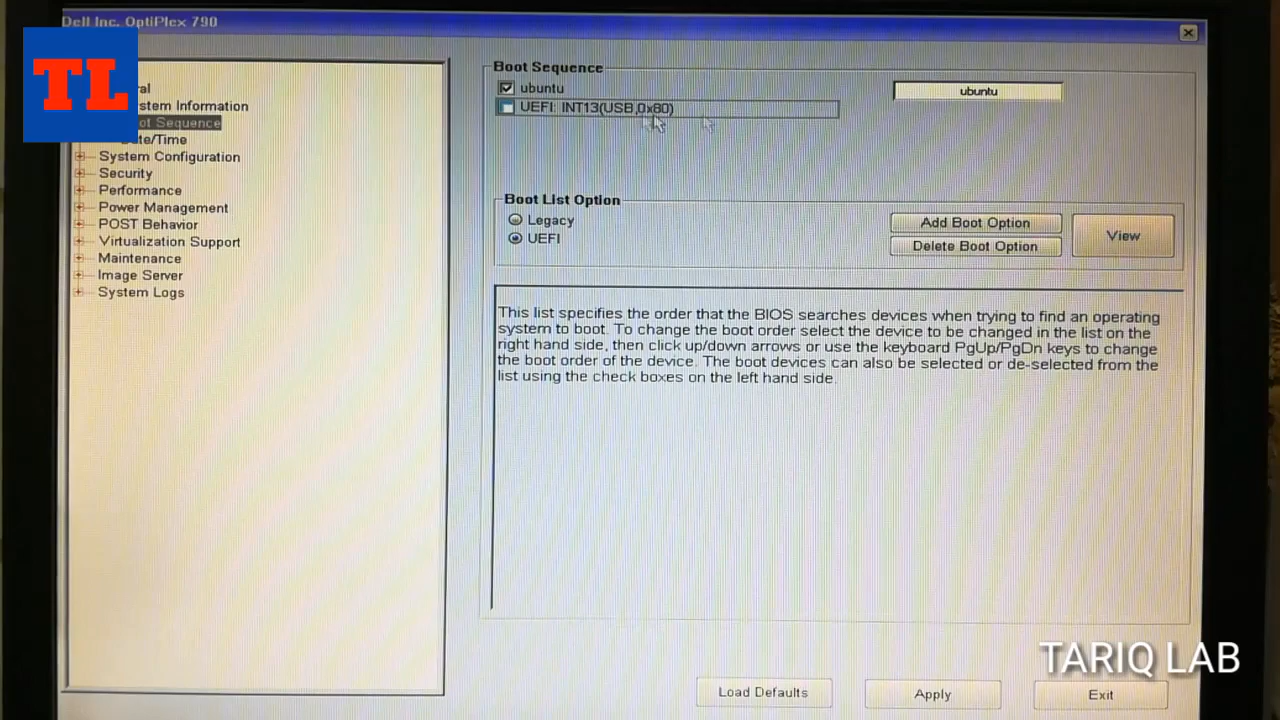 Dell Inc. OptiPlex 790
TL
ral
stem Information
ot Sequence
te/Time
System Configuration
Security
Performance
Power Management
POST Behavior
Virtualization Support
Maintenance
Image Server
System Logs
Boot Sequence
ubuntu
UEFI: INT13(USB,0x80)
ubuntu
Boot List Option
Legacy
UEFI
Add Boot Option
Delete Boot Option
View
This list specifies the order that the BIOS searches devices when trying to find an operating
system to boot. To change the boot order select the device to be changed in the list on the
right hand side, then click up/down arrows or use the keyboard PgUp/PgDn keys to change
the boot order of the device. The boot devices can also be selected or de-selected from the
list using the check boxes on the left hand side.
TARIQ LAB
Load Defaults
Apply
Exit